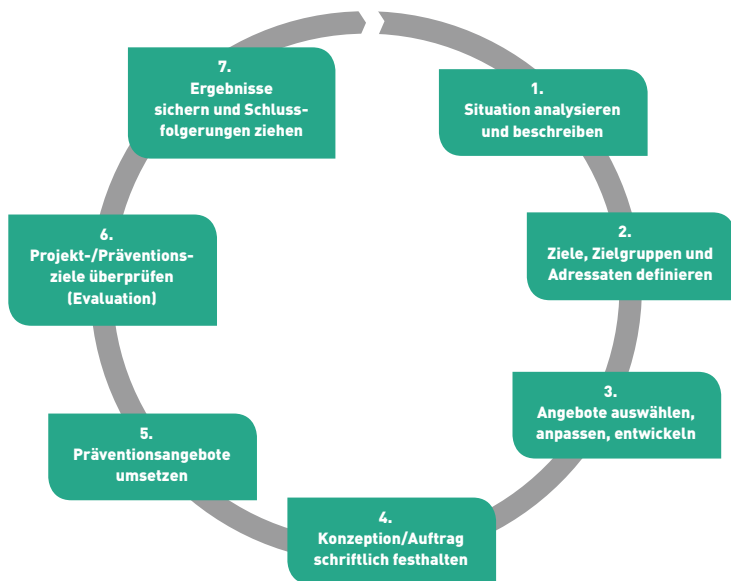 1.
Situation analysieren
und beschreiben
2.
Ziele, Zielgruppen und
Adressaten definieren
3.
Angebote auswählen,
anpassen, entwickeln
4.
Konzeption/Auftrag
schriftlich festhalten
5.
Präventionsangebote
umsetzen
6.
Projekt-/Präventions-
ziele überprüfen
(Evaluation)
7.
Ergebnisse
sichern und Schluss-
folgerungen ziehen